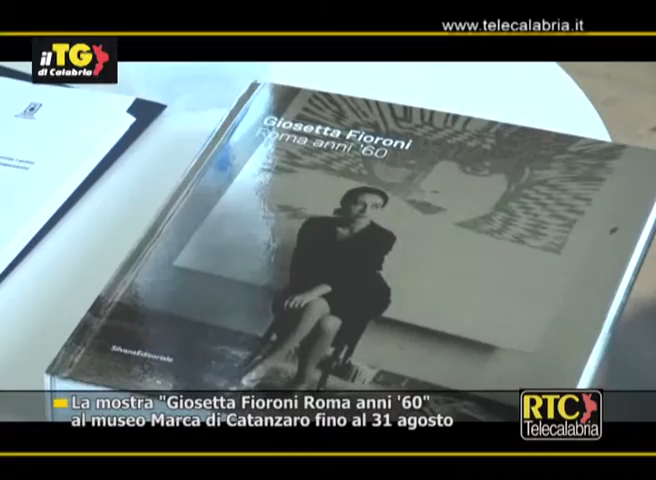 www.telecalabria.it
il TG
di Calabria
Giosetta Fioroni
Roma anni '60
SilvanaEditoriale
La mostra "Giosetta Fioroni Roma anni '60"
al museo Marca di Catanzaro fino al 31 agosto
RTC
Telecalabria